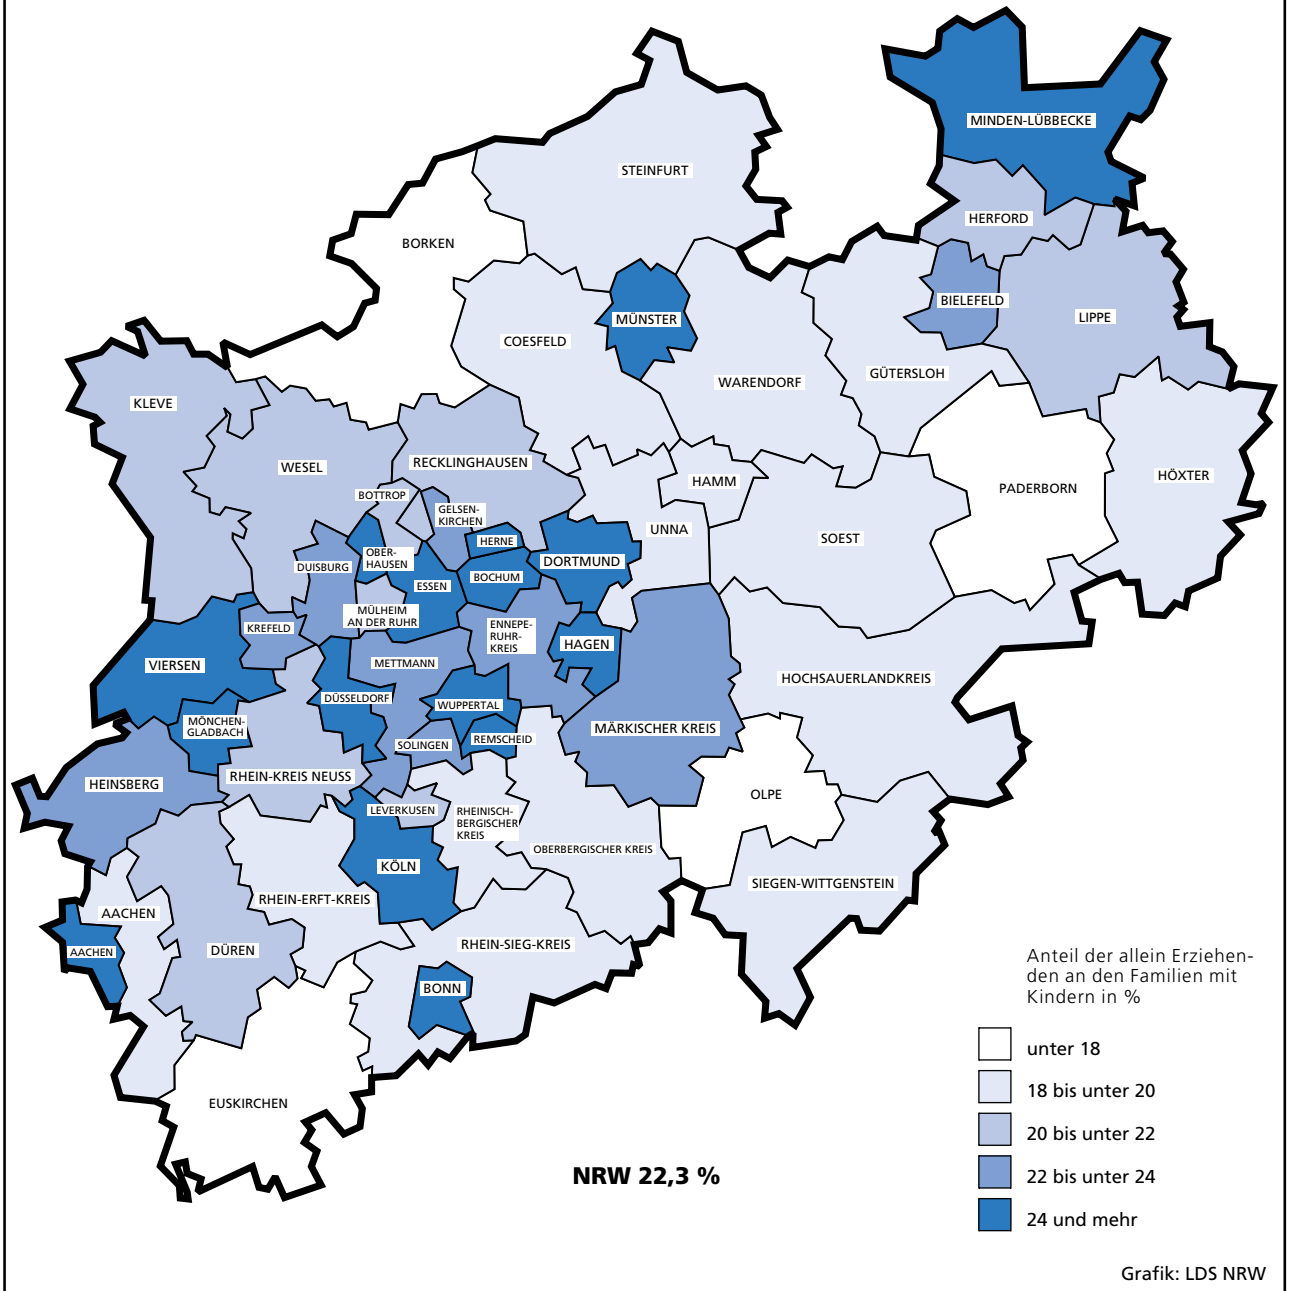 MINDEN-LÜBBECKE
STEINFURT
HERFORD
BORKEN
BIELEFELD
LIPPE
MÜNSTER
COESFELD
GÜTERSLOH
WARENDORF
KLEVE
RECKLINGHAUSEN
WESEL
HÖXTER
HAMM
PADERBORN
BOTTROP
GELSEN-
KIRCHEN
UNNA
SOEST
HERNE
OBER-
HAUSEN
DORTMUND
DUISBURG
BOCHUM
ESSEN
MÜLHEIM
AN DER RUHR
KREFELD
ENNEPE-
RUHR-
KREIS
HAGEN
VIERSEN
METTMANN
HOCHSAUERLANDKREIS
DÜSSELDORF
WUPPERTAL
MÖNCHEN-
GLADBACH
MÄRKISCHER KREIS
REMSCHEID
SOLINGEN
RHEIN-KREIS NEUSS
HEINSBERG
OLPE
LEVERKUSEN
RHEINISCH-
BERGISCHER
KREIS
OBERBERGISCHER KREIS
KÖLN
SIEGEN-WITTGENSTEIN
RHEIN-ERFT-KREIS
AACHEN
RHEIN-SIEG-KREIS
AACHEN
DÜREN
BONN
EUSKIRCHEN
Anteil der allein Erziehen-
den an den Familien mit
Kindern in %
unter 18
18 bis unter 20
20 bis unter 22
22 bis unter 24
24 und mehr
NRW 22,3 %
Grafik: LDS NRW